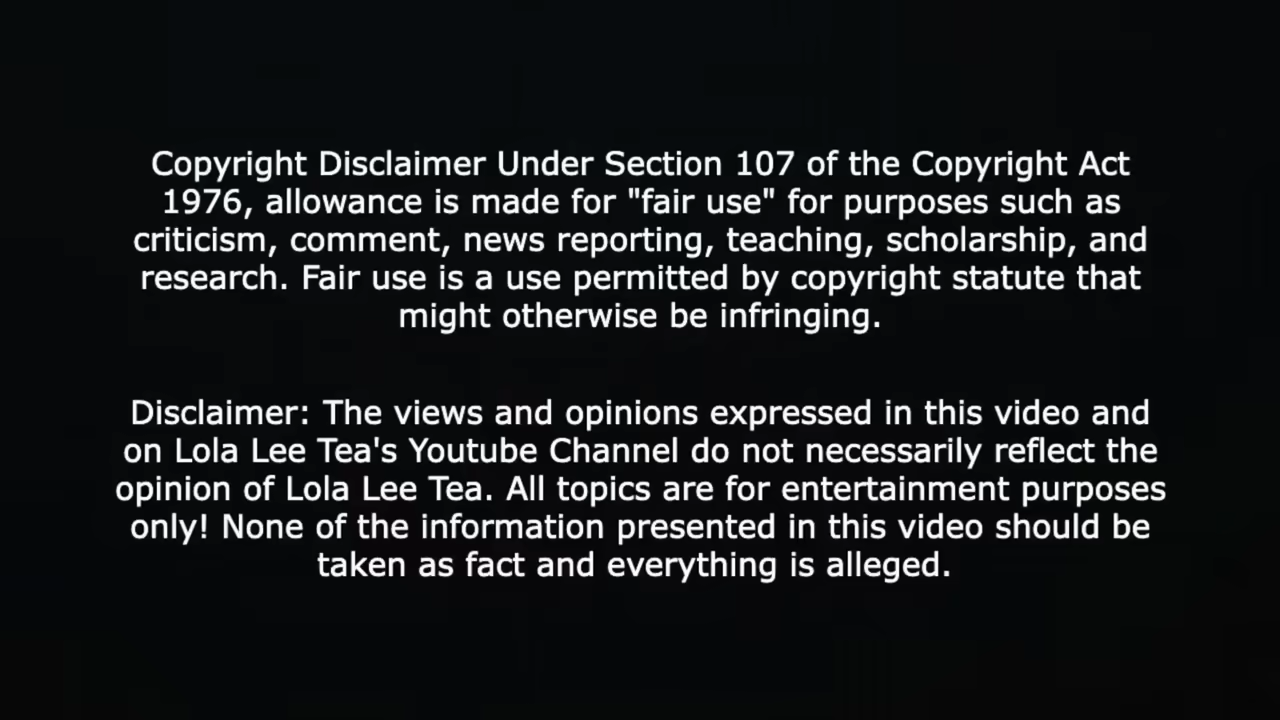 Copyright Disclaimer Under Section 107 of the Copyright Act
1976, allowance is made for "fair use" for purposes such as
criticism, comment, news reporting, teaching, scholarship, and
research. Fair use is a use permitted by copyright statute that
might otherwise be infringing.
Disclaimer: The views and opinions expressed in this video and
on Lola Lee Tea's Youtube Channel do not necessarily reflect the
opinion of Lola Lee Tea. All topics are for entertainment purposes
only! None of the information presented in this video should be
taken as fact and everything is alleged.